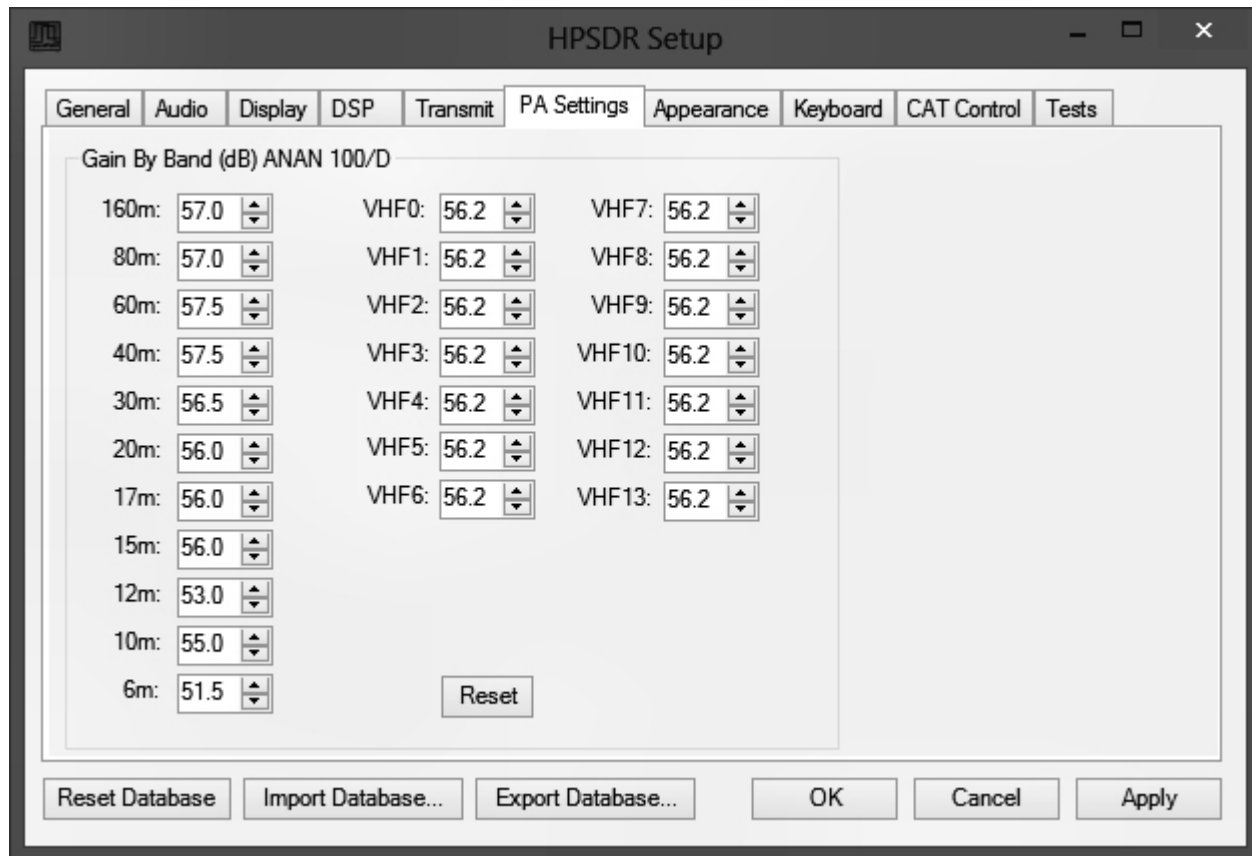 HPSDR Setup
General Audio Display DSP Transmit PA Settings Appearance Keyboard CAT Control Tests
Gain By Band (dB) ANAN 100/D
160m: 57.0 VHF0: 56.2 VHF7: 56.2
80m: 57.0 VHF1: 56.2 VHF8: 56.2
60m: 57.5 VHF2: 56.2 VHF9: 56.2
40m: 57.5 VHF3: 56.2 VHF10: 56.2
30m: 56.5 VHF4: 56.2 VHF11: 56.2
20m: 56.0 VHF5: 56.2 VHF12: 56.2
17m: 56.0 VHF6: 56.2 VHF13: 56.2
15m: 56.0
12m: 53.0
10m: 55.0
6m: 51.5 Reset
Reset Database Import Database... Export Database... OK Cancel Apply